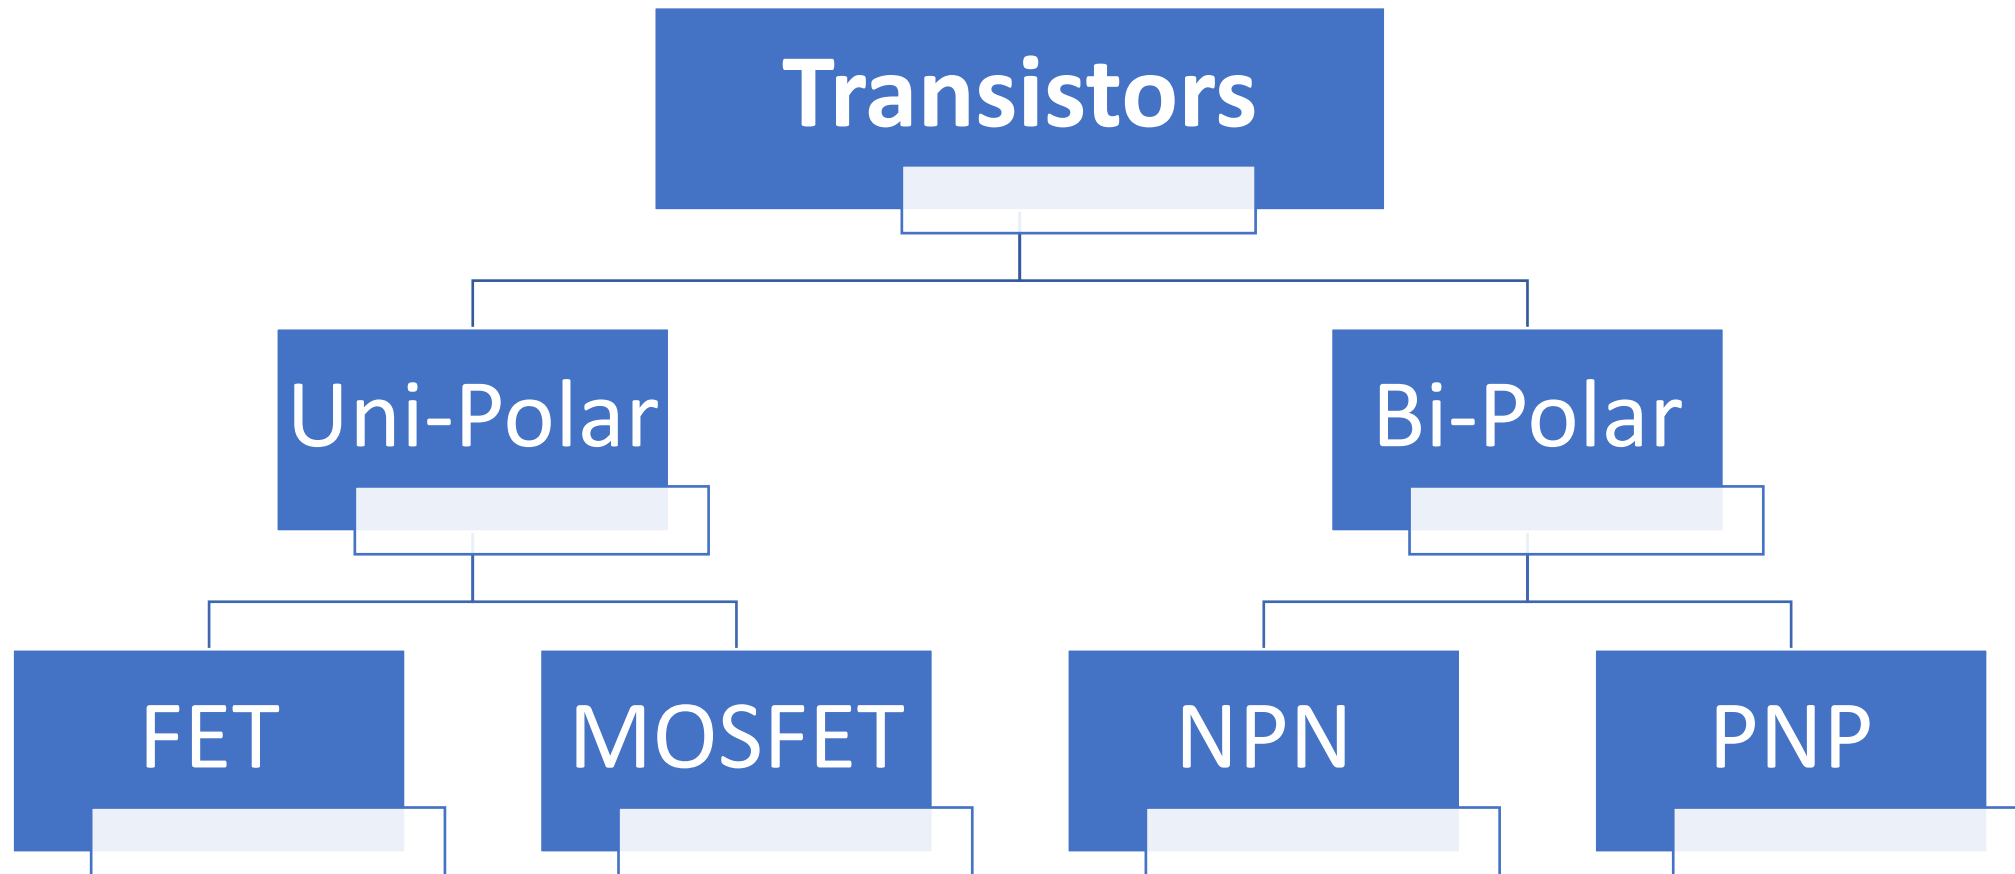 Transistors
Uni-Polar
Bi-Polar
FET
MOSFET
NPN
PNP